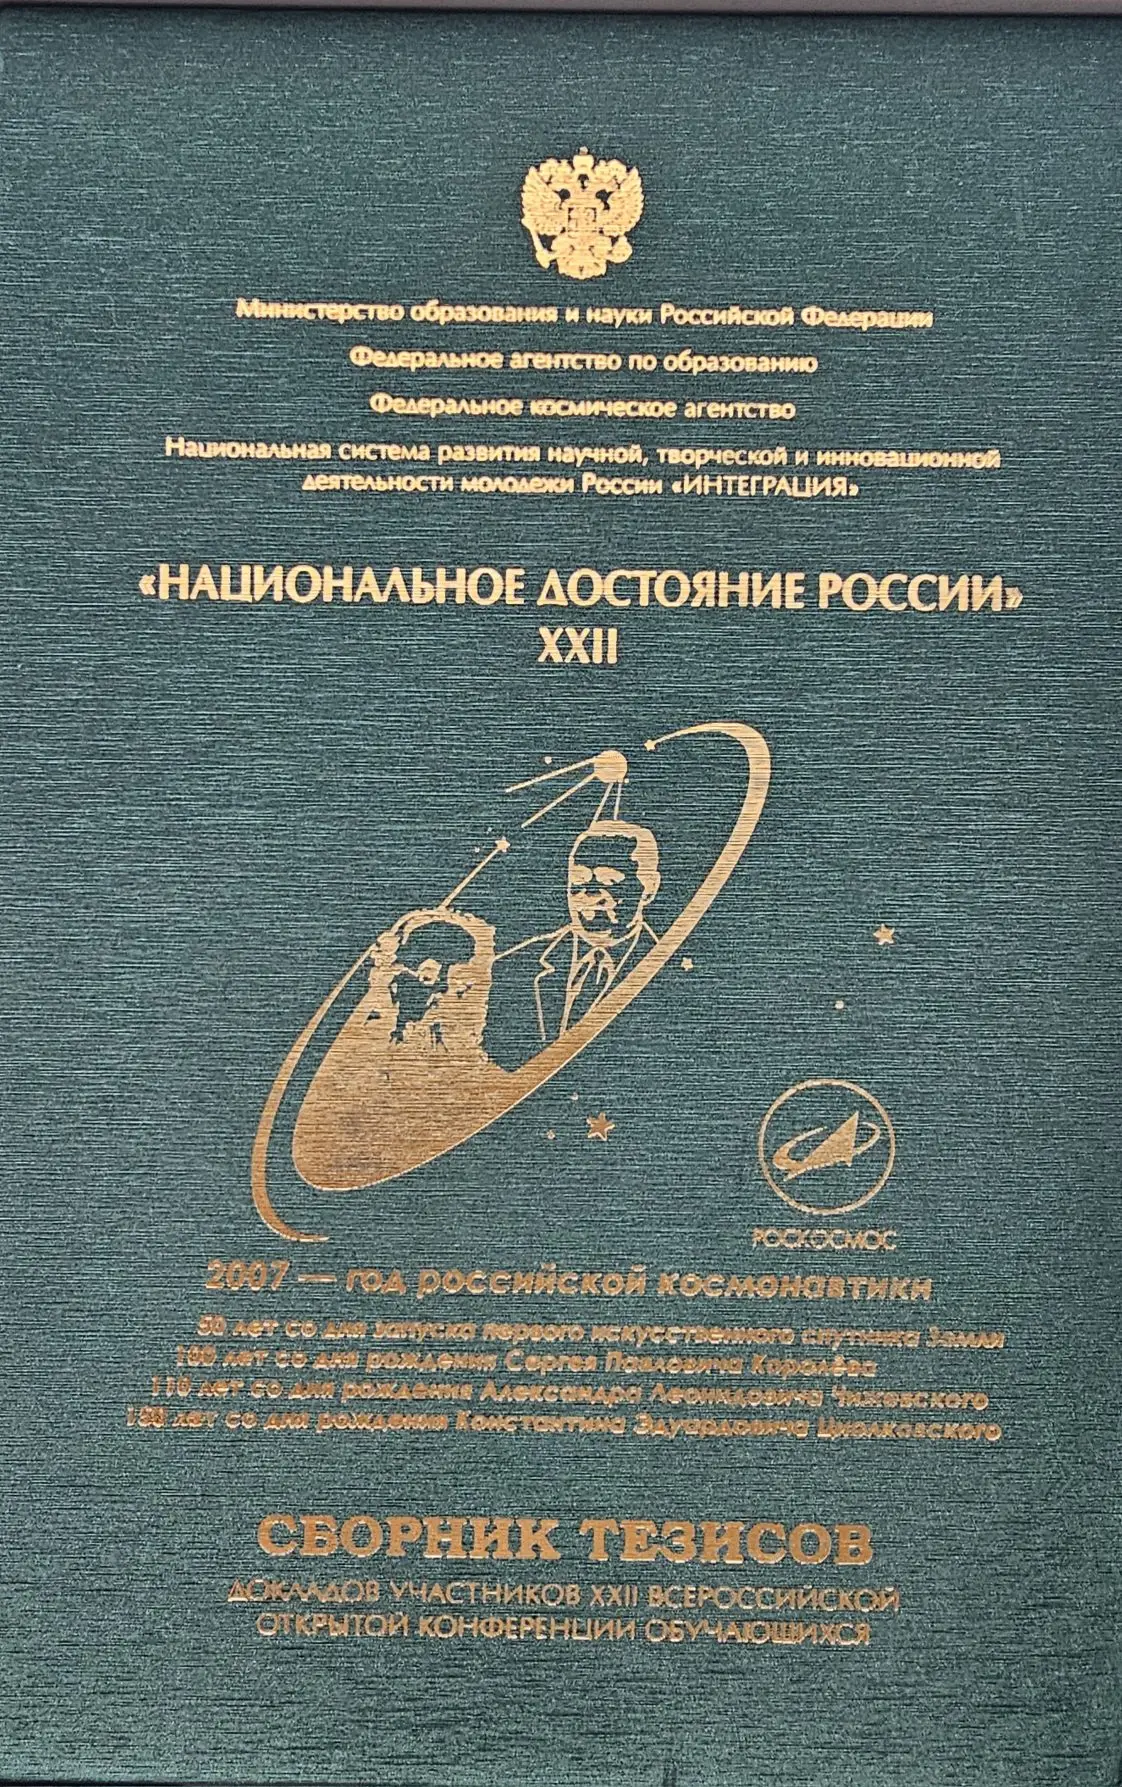 Министерство образования и науки Российской Федерации
Федеральное агентство по образованию
Федеральное космическое агентство
Национальная система развития научной, творческой и инновационной
деятельности молодежи России «ИНТЕГРАЦИЯ»
«НАЦИОНАЛЬНОЕ ДОСТОЯНИЕ РОССИИ»
XXII
РОСКОСМОС
2007 — год российской космонавтики
50 лет со дня запуска первого искусственного спутника Земли
100 лет со дня рождения Сергея Павловича Королёва
110 лет со дня рождения Александра Леонидовича Чижевского
150 лет со дня рождения Константина Эдуардовича Циолковского
СБОРНИК ТЕЗИСОВ
ДОКЛАДОВ УЧАСТНИКОВ XXII ВСЕРОССИЙСКОЙ
ОТКРЫТОЙ КОНФЕРЕНЦИИ ОБУЧАЮЩИХСЯ